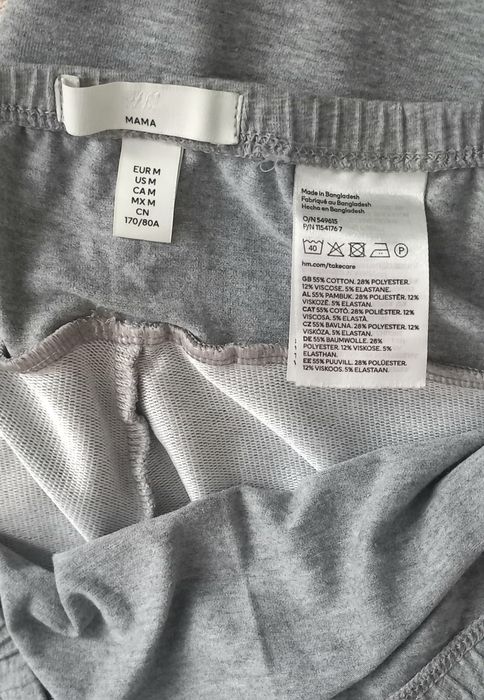 H&M
MAMA
EUR M
US M
CA M
MX M
CN
170/80A
Made in Bangladesh
Fabriqué au Bangladesh
Hecho en Bangladesh
O/N 549615
P/N 1154176 7
40
P
hm.com/takecare
GB 55% COTTON. 28% POLYESTER.
12% VISCOSE. 5% ELASTANE.
AL 55% PAMBUK. 28% POLIESTËR. 12%
VISKOZË. 5% ELASTAN.
CAT 55% COTÓ. 28% POLIÈSTER. 12%
VISCOSA. 5% ELASTÀ.
CZ 55% BAVLNA. 28% POLYESTER. 12%
VISKÓZA, 5% ELASTAN.
DE 55% BAUMWOLLE. 28%
POLYESTER. 12% VISKOSE. 5%
ELASTHAN.
EE 55% PUUVILL. 28% POLÜESTER.
12% VISKOOS. 5% ELASTAAN.